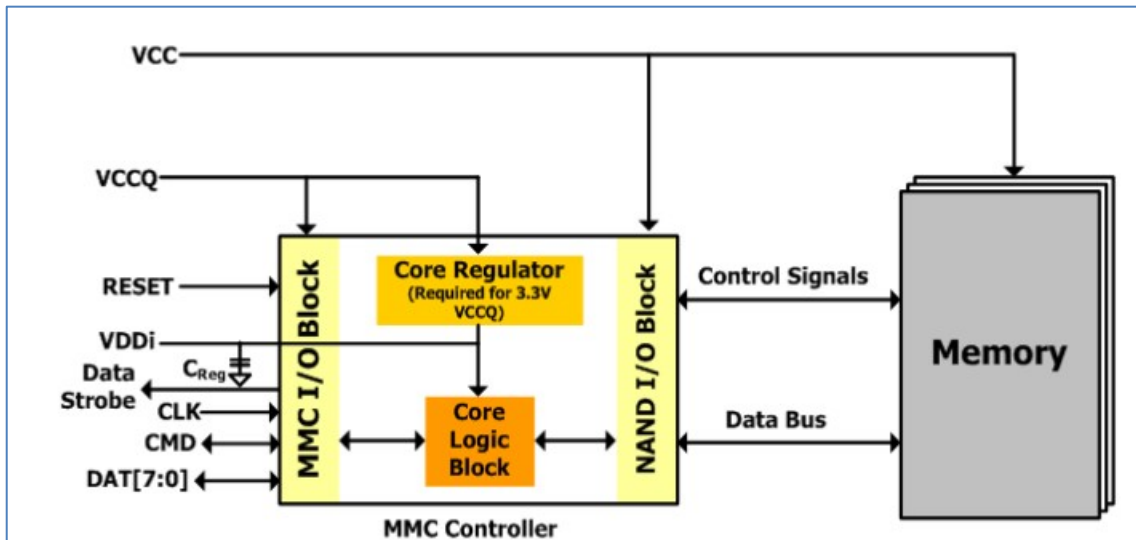 VCC
VCCQ
RESET
VDDi
C_Reg
Data
Strobe
CLK
CMD
DAT[7:0]
MMC I/O Block
Core Regulator
(Required for 3.3V
VCCQ)
Core
Logic
Block
NAND I/O Block
MMC Controller
Control Signals
Data Bus
Memory